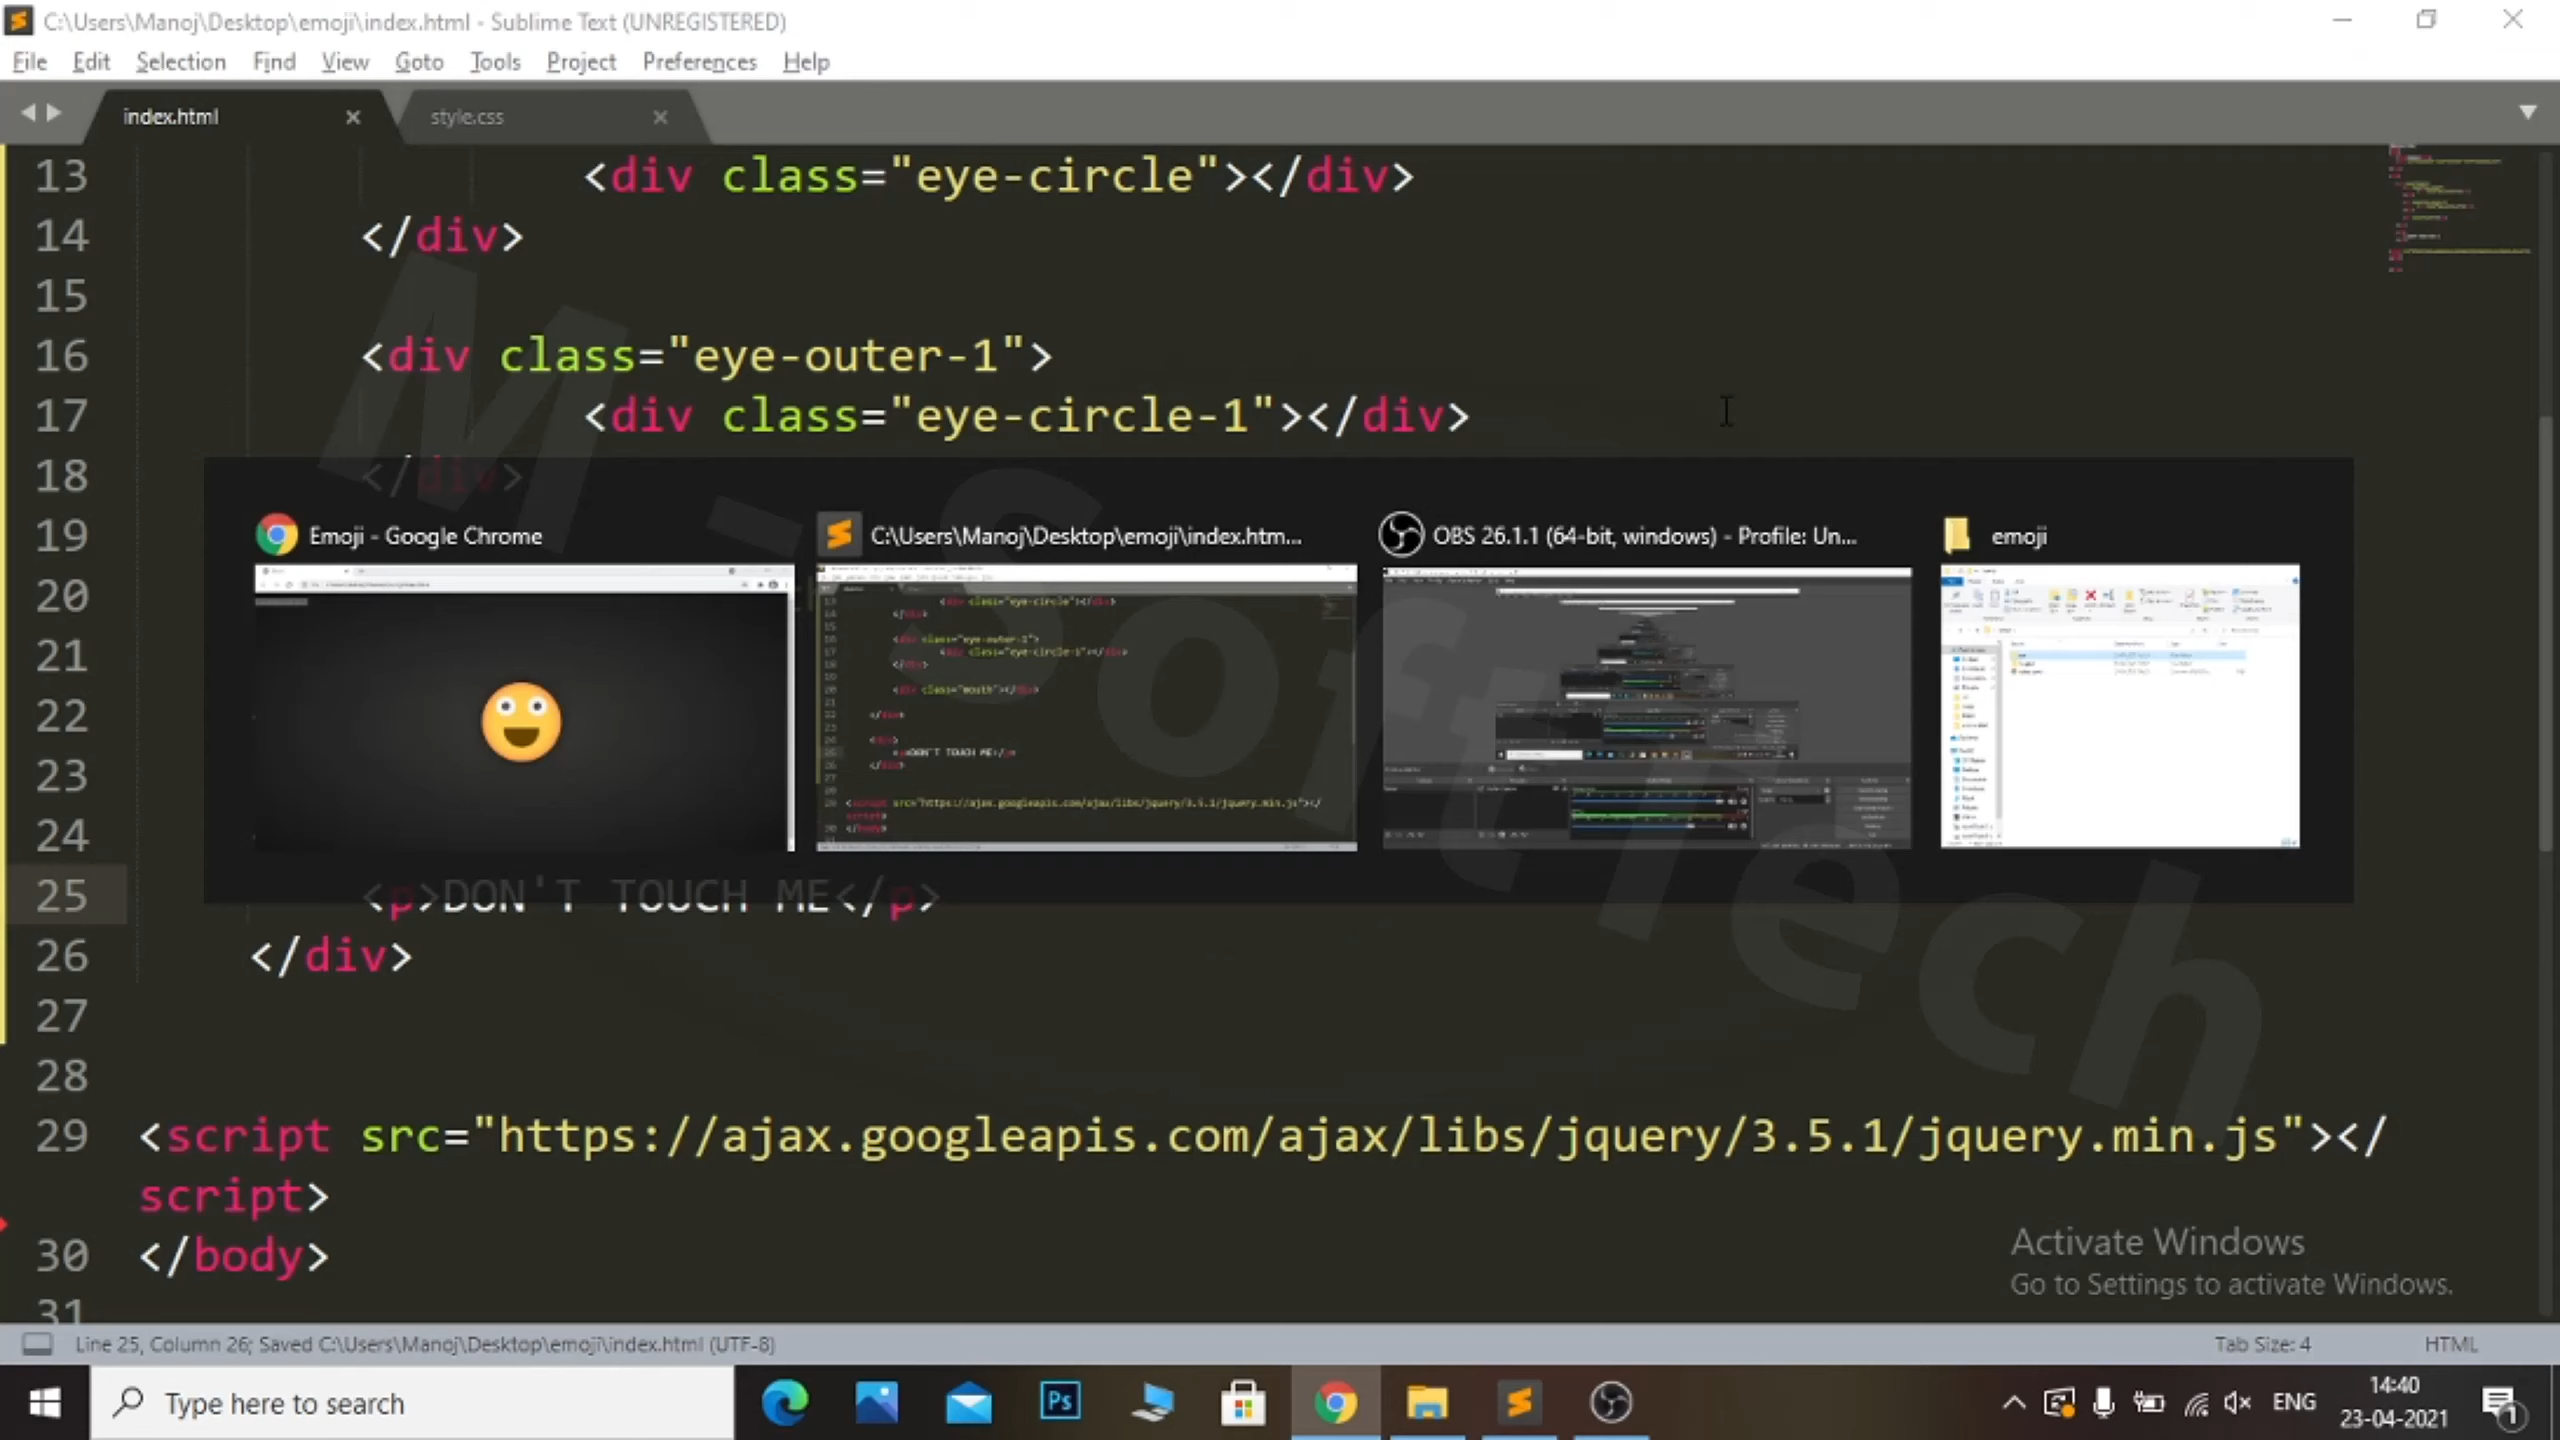 C:\Users\Manoj\Desktop\emoji\index.html - Sublime Text (UNREGISTERED)
File Edit Selection Find View Goto Tools Project Preferences Help
index.html style.css
13 <div class="eye-circle"></div>
14 </div>
15
16 <div class="eye-outer-1">
17 <div class="eye-circle-1"></div>
18 </div>
19
Emoji - Google Chrome
C:\Users\Manoj\Desktop\emoji\index.htm...
OBS 26.1.1 (64-bit, windows) - Profile: Un...
emoji
20
21
22
23
24
25 <p>DON'T TOUCH ME</p>
26 </div>
27
28
29 <script src="https://ajax.googleapis.com/ajax/libs/jquery/3.5.1/jquery.min.js"></
script>
30 </body>
31
M - SoftTech
Activate Windows
Go to Settings to activate Windows.
Line 25, Column 26; Saved C:\Users\Manoj\Desktop\emoji\index.html (UTF-8)
Tab Size: 4 HTML
Type here to search
Ps
ENG
14:40
23-04-2021
1